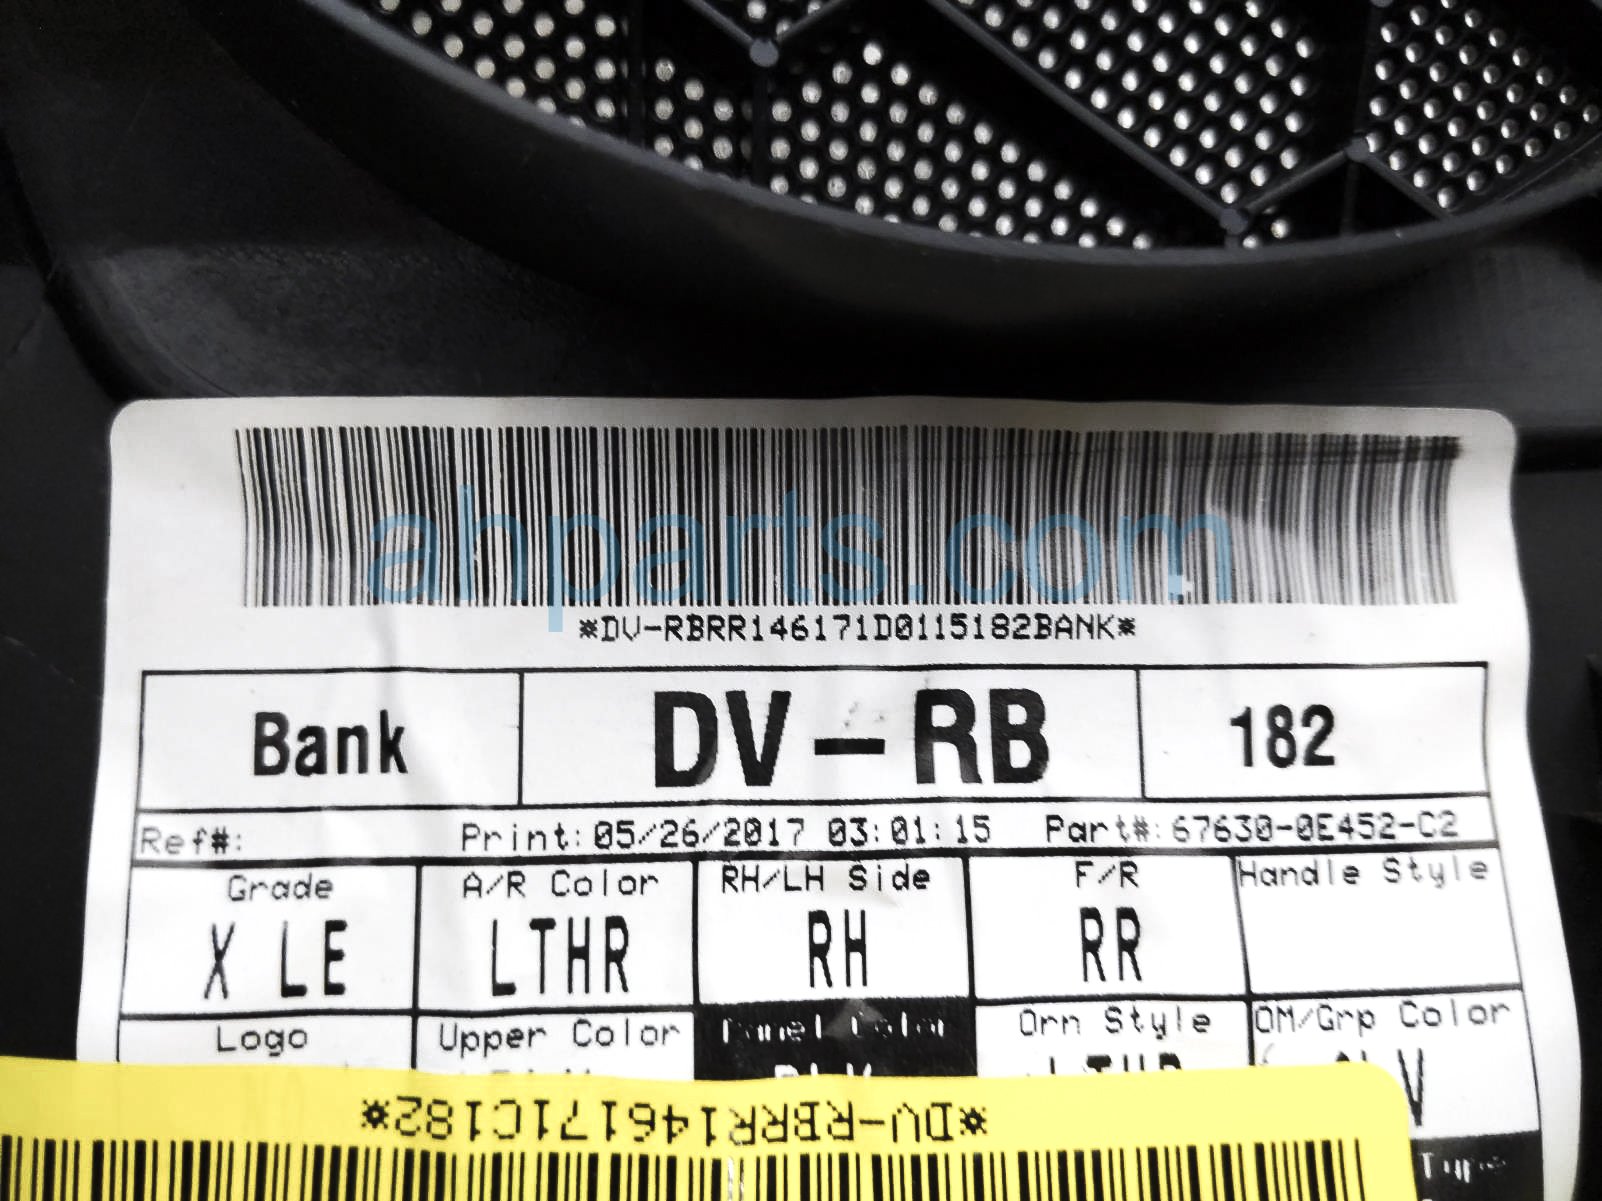 ahparts.com
*DV-RBRR146171D0115182BANK*
Bank DV-RB 182
Ref#: Print: 05/26/2017 03:01:15 Part#: 67630-0E452-C2
Grade A/R Color RH/LH Side F/R Handle Style
X LE LTHR RH RR
Logo Upper Color Panel Color Orn Style OM/Grp Color
*DV-RBRR146171C182*
Type